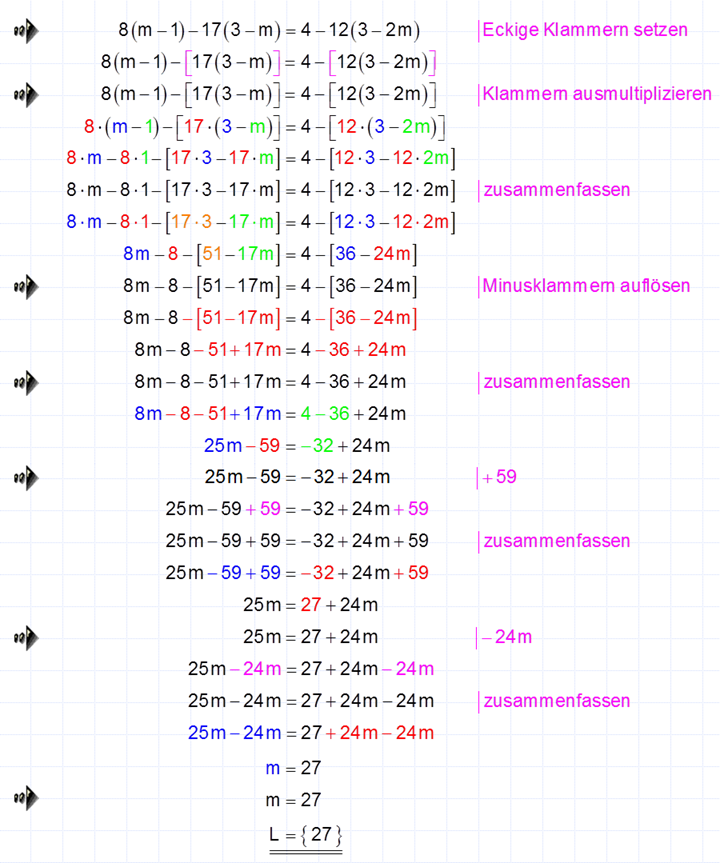 8(m−1)−17(3−m) = 4−12(3−2m) |Eckige Klammern setzen
8(m−1)−[17(3−m)] = 4−[12(3−2m)]
8(m−1)−[17(3−m)] = 4−[12(3−2m)] |Klammern ausmultiplizieren
8·(m−1)−[17·(3−m)] = 4−[12·(3−2m)]
8·m−8·1−[17·3−17·m] = 4−[12·3−12·2m]
8·m−8·1−[17·3−17·m] = 4−[12·3−12·2m] |zusammenfassen
8·m−8·1−[17·3−17·m] = 4−[12·3−12·2m]
8m−8−[51−17m] = 4−[36−24m]
8m−8−[51−17m] = 4−[36−24m] |Minusklammern auflösen
8m−8−[51−17m] = 4−[36−24m]
8m−8−51+17m = 4−36+24m
8m−8−51+17m = 4−36+24m |zusammenfassen
8m−8−51+17m = 4−36+24m
25m−59 = −32+24m
25m−59 = −32+24m |+59
25m−59+59 = −32+24m+59
25m−59+59 = −32+24m+59 |zusammenfassen
25m−59+59 = −32+24m+59
25m = 27+24m
25m = 27+24m |−24m
25m−24m = 27+24m−24m
25m−24m = 27+24m−24m |zusammenfassen
25m−24m = 27+24m−24m
m = 27
m = 27
L = {27}